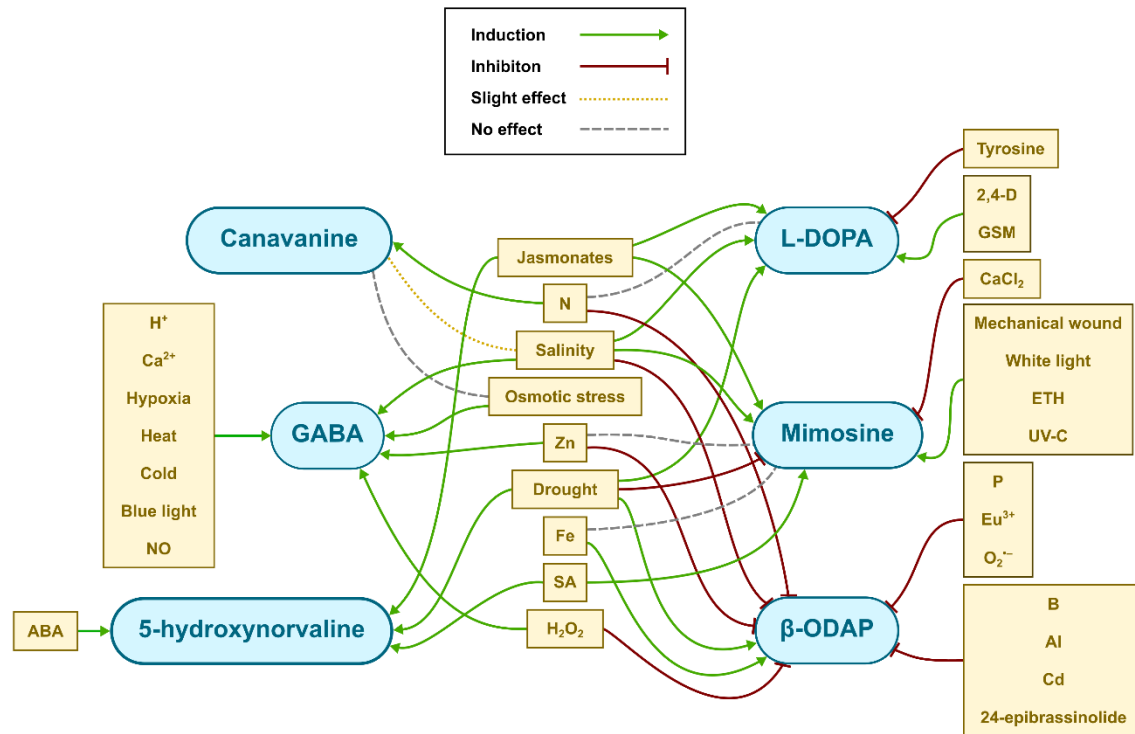 Induction
Inhibiton
Slight effect
No effect
Tyrosine
2,4-D
GSM
Canavanine
L-DOPA
Jasmonates
CaCl₂
N
H⁺
Ca²⁺
Hypoxia
Heat
Cold
Blue light
NO
Salinity
Mechanical wound
White light
ETH
UV-C
Osmotic stress
GABA
Zn
Mimosine
Drought
P
Eu³⁺
O₂•–
Fe
SA
ABA
5-hydroxynorvaline
H₂O₂
β-ODAP
B
Al
Cd
24-epibrassinolide